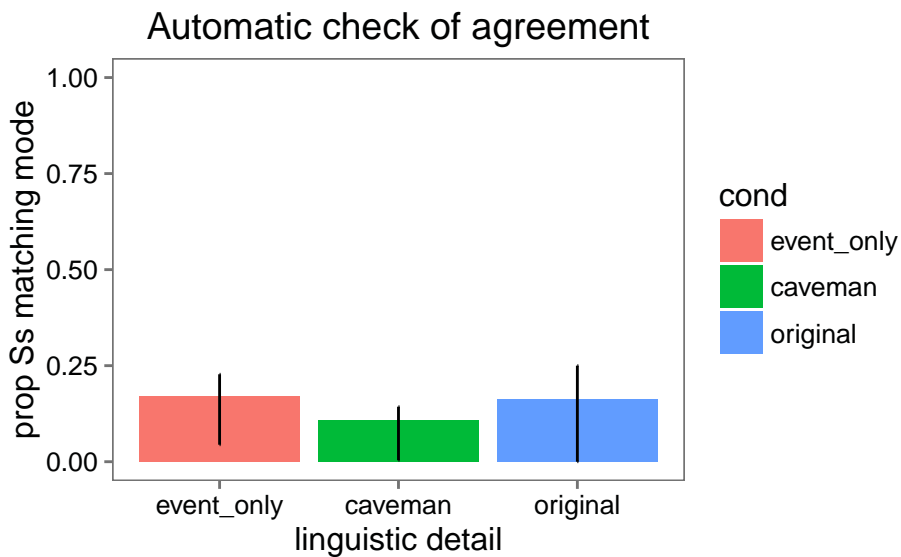 Automatic check of agreement
prop Ss matching mode
1.00
0.75
0.50
0.25
0.00
event_only caveman original
linguistic detail
cond
event_only
caveman
original